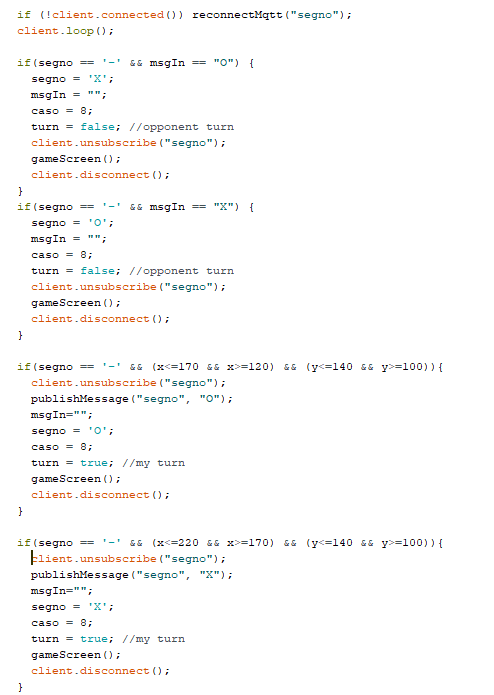 if (!client.connected()) reconnectMqtt("segno");
client.loop();
if(segno == '-' && msgIn == "O") {
segno = 'X';
msgIn = "";
caso = 8;
turn = false; //opponent turn
client.unsubscribe("segno");
gameScreen();
client.disconnect();
}
if(segno == '-' && msgIn == "X") {
segno = 'O';
msgIn = "";
caso = 8;
turn = false; //opponent turn
client.unsubscribe("segno");
gameScreen();
client.disconnect();
}
if(segno == '-' && (x<=170 && x>=120) && (y<=140 && y>=100)){
client.unsubscribe("segno");
publishMessage("segno", "O");
msgIn="";
segno = 'O';
caso = 8;
turn = true; //my turn
gameScreen();
client.disconnect();
}
if(segno == '-' && (x<=220 && x>=170) && (y<=140 && y>=100)){
client.unsubscribe("segno");
publishMessage("segno", "X");
msgIn="";
segno = 'X';
caso = 8;
turn = true; //my turn
gameScreen();
client.disconnect();
}